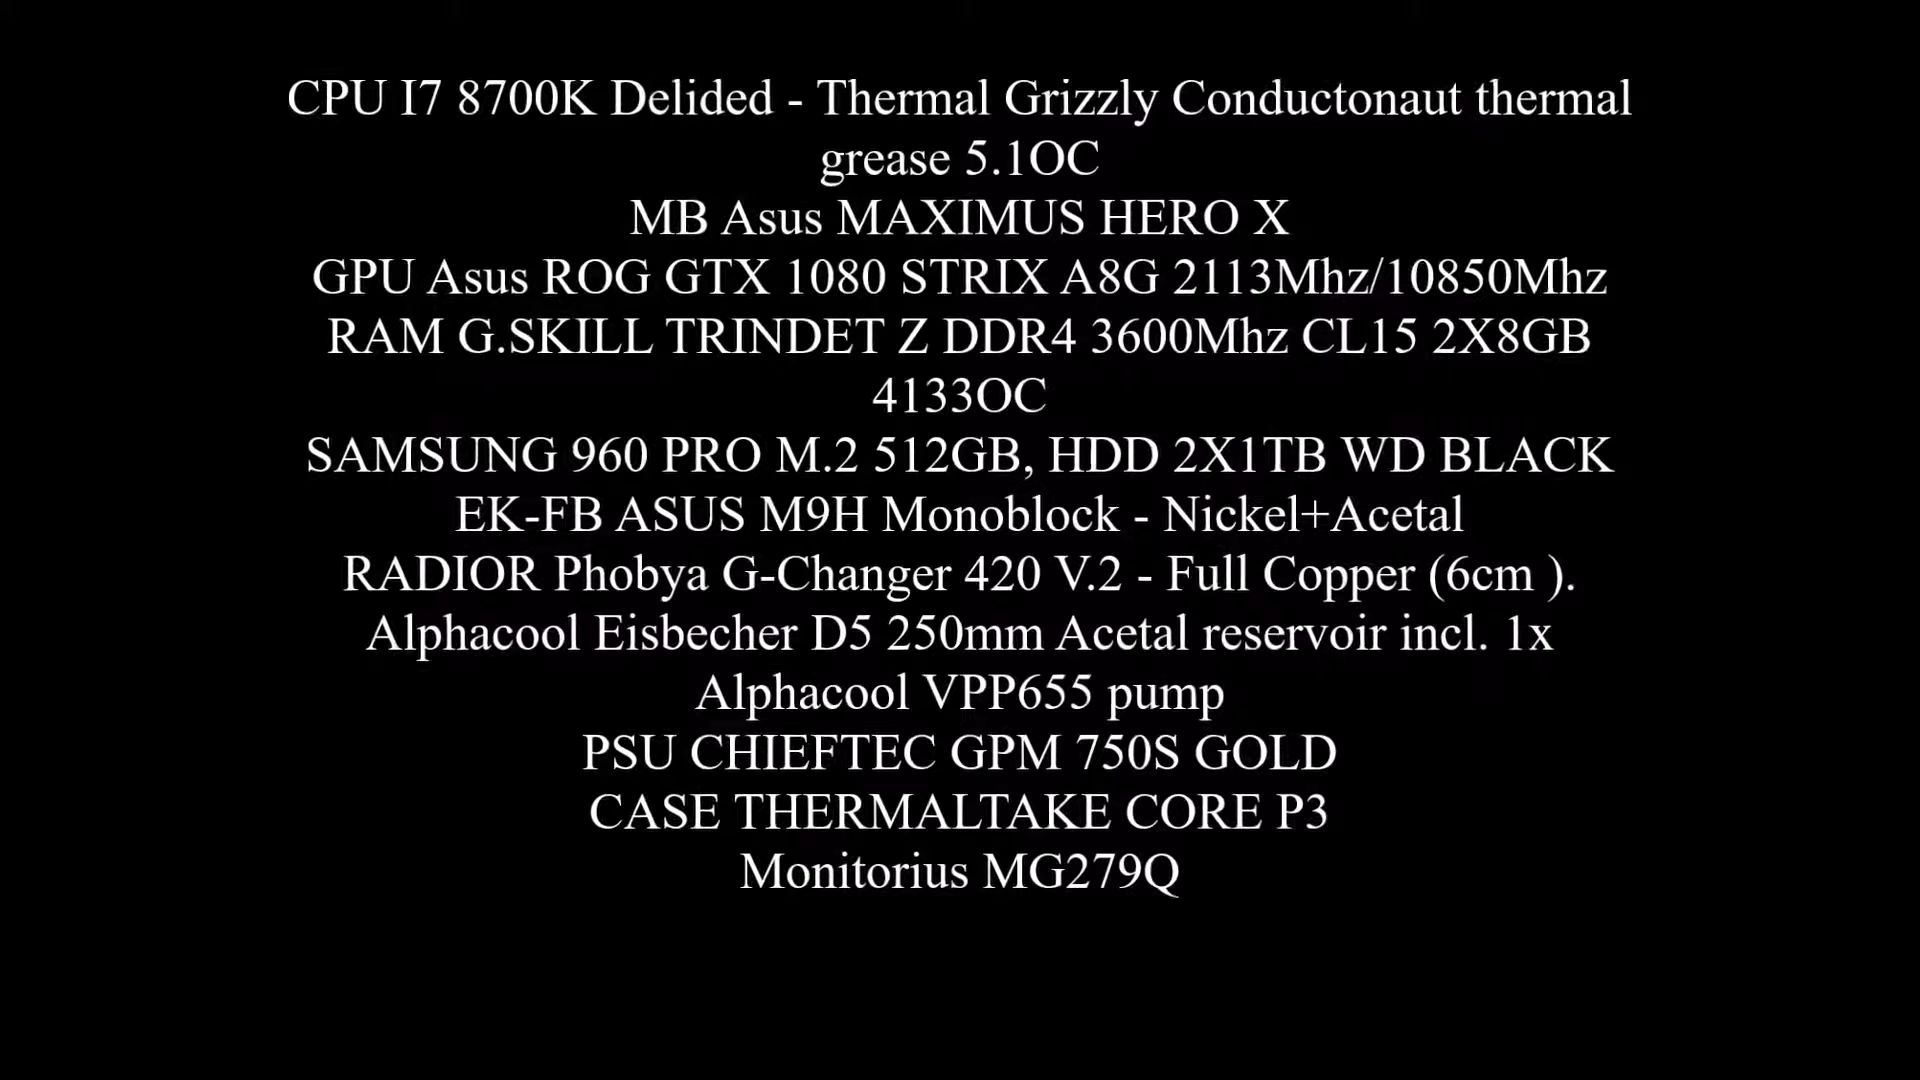 CPU I7 8700K Delided - Thermal Grizzly Conductonaut thermal
grease 5.1OC
MB Asus MAXIMUS HERO X
GPU Asus ROG GTX 1080 STRIX A8G 2113Mhz/10850Mhz
RAM G.SKILL TRINDET Z DDR4 3600Mhz CL15 2X8GB
4133OC
SAMSUNG 960 PRO M.2 512GB, HDD 2X1TB WD BLACK
EK-FB ASUS M9H Monoblock - Nickel+Acetal
RADIOR Phobya G-Changer 420 V.2 - Full Copper (6cm ).
Alphacool Eisbecher D5 250mm Acetal reservoir incl. 1x
Alphacool VPP655 pump
PSU CHIEFTEC GPM 750S GOLD
CASE THERMALTAKE CORE P3
Monitorius MG279Q